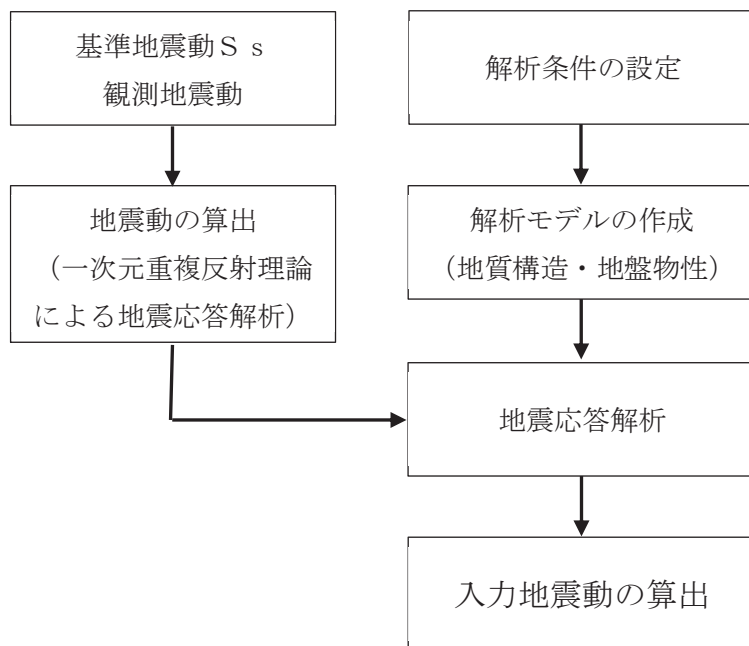 基準地震動Ｓｓ
観測地震動
解析条件の設定
地震動の算出
（一次元重複反射理論
による地震応答解析）
解析モデルの作成
（地質構造・地盤物性）
地震応答解析
入力地震動の算出